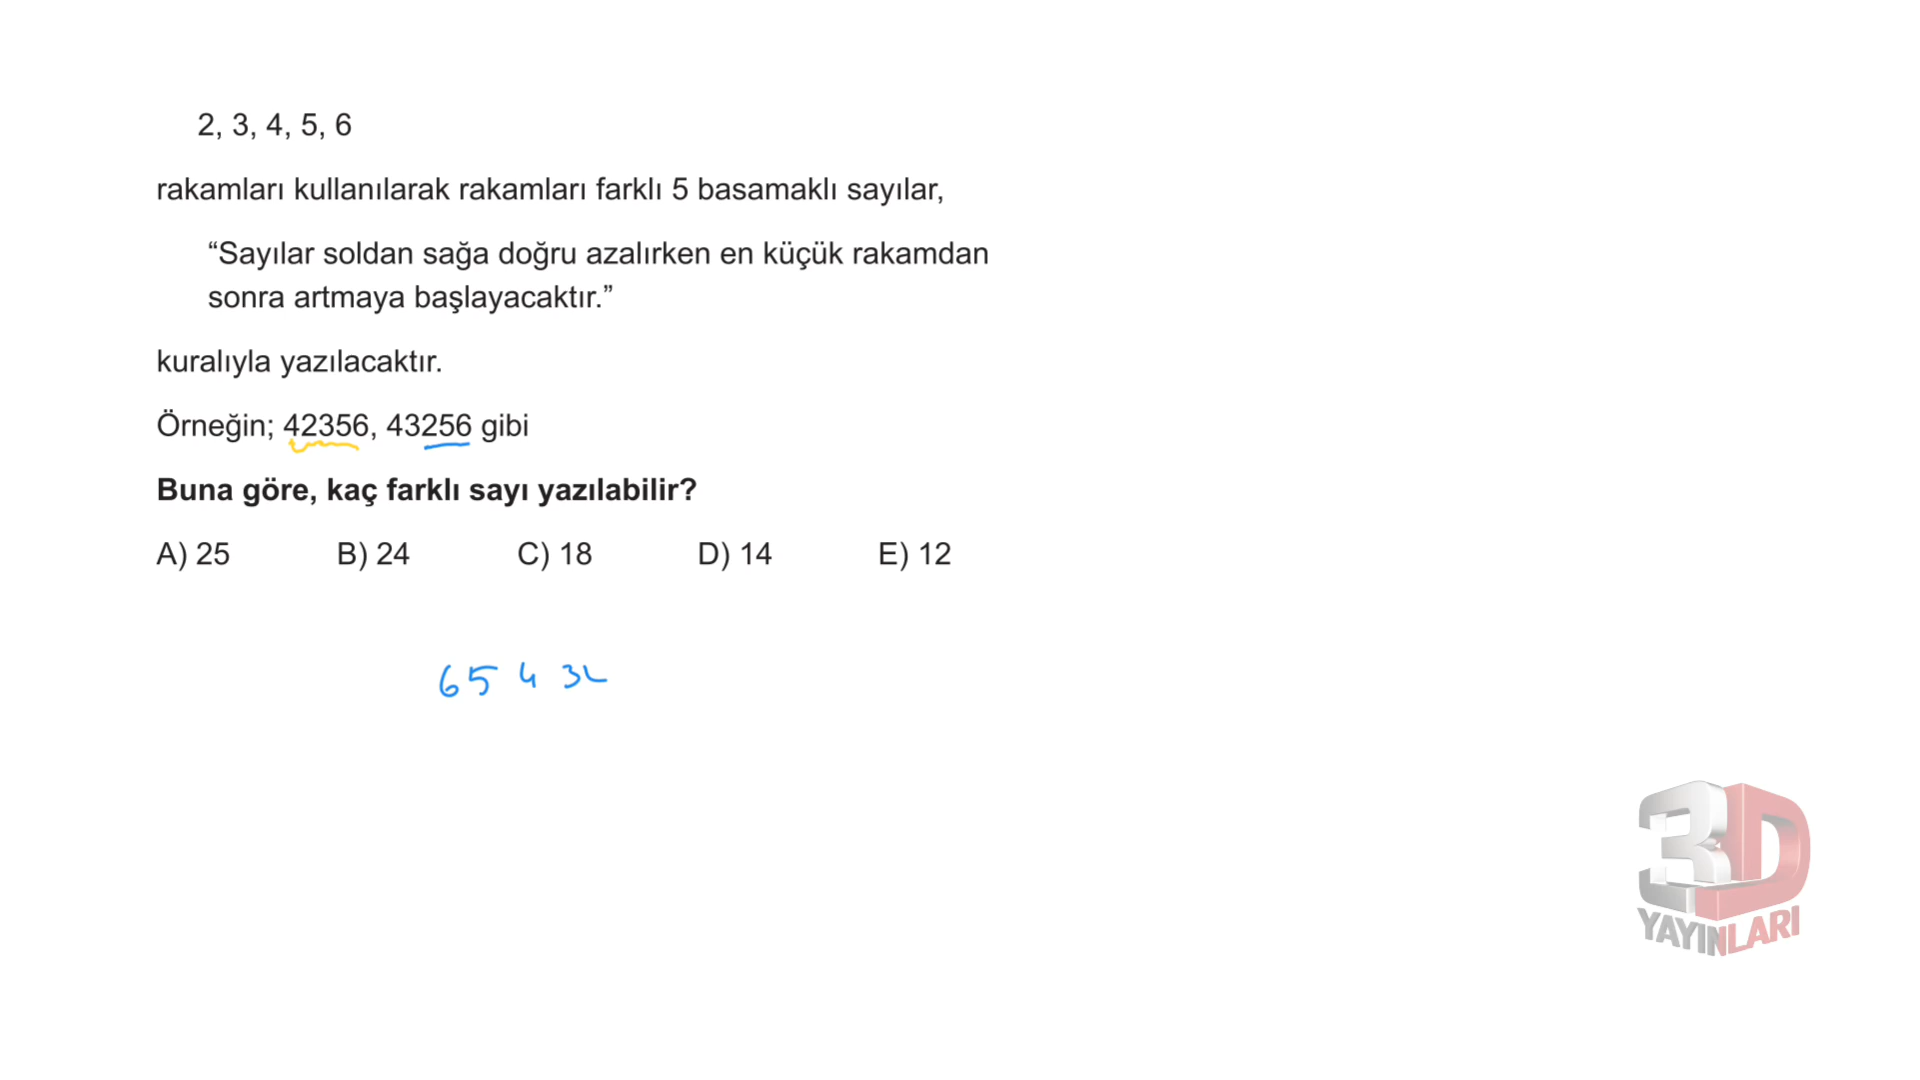 2, 3, 4, 5, 6
rakamları kullanılarak rakamları farklı 5 basamaklı sayılar,
“Sayılar soldan sağa doğru azalırken en küçük rakamdan
sonra artmaya başlayacaktır.”
kuralıyla yazılacaktır.
Örneğin; 42356, 43256 gibi
Buna göre, kaç farklı sayı yazılabilir?
A) 25 B) 24 C) 18 D) 14 E) 12
65 4 3
3D
YAYINLARI